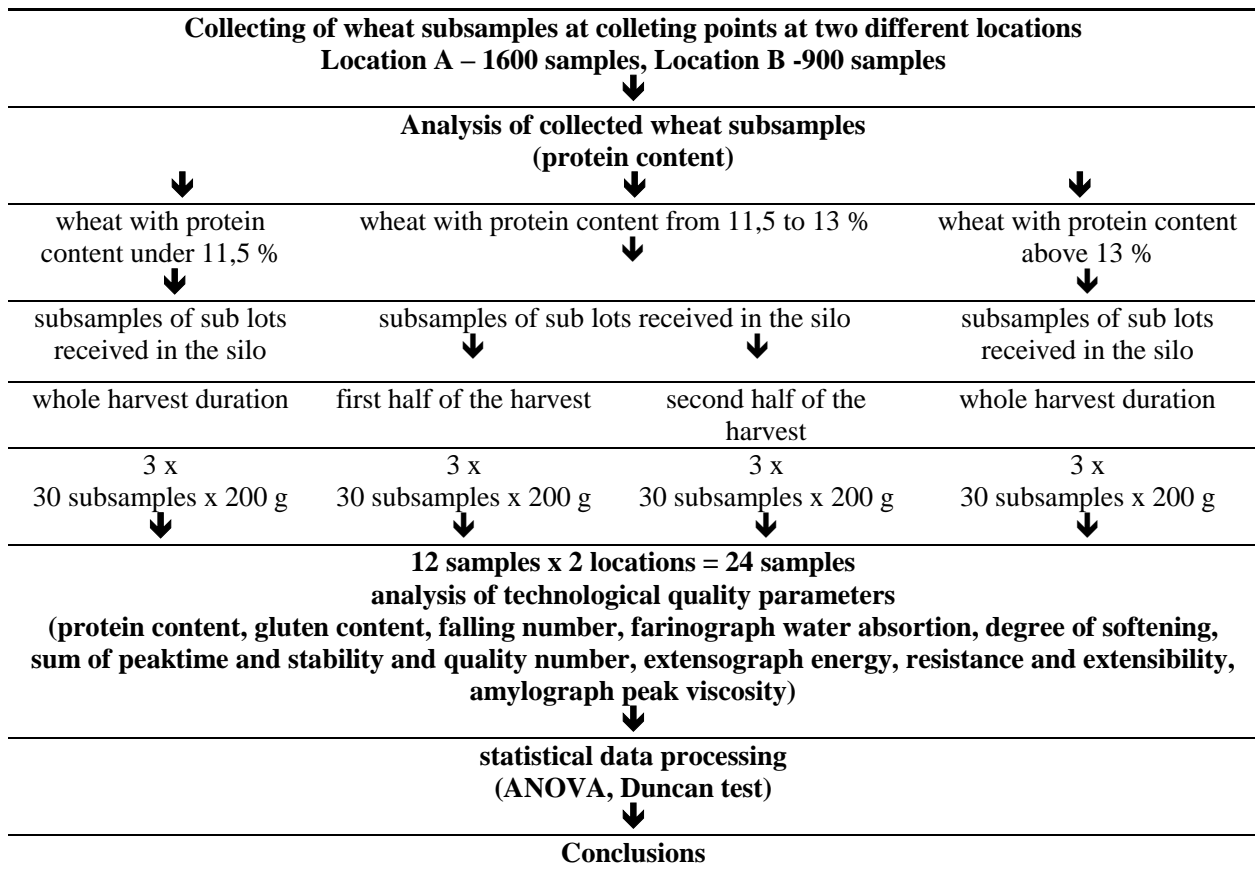 Collecting of wheat subsamples at colleting points at two different locations
Location A – 1600 samples, Location B -900 samples
Analysis of collected wheat subsamples
(protein content)
wheat with protein
content under 11,5 %
wheat with protein content from 11,5 to 13 %
wheat with protein content
above 13 %
subsamples of sub lots
received in the silo
subsamples of sub lots received in the silo
subsamples of sub lots
received in the silo
whole harvest duration
first half of the harvest
second half of the
harvest
whole harvest duration
3 x
30 subsamples x 200 g
3 x
30 subsamples x 200 g
3 x
30 subsamples x 200 g
3 x
30 subsamples x 200 g
12 samples x 2 locations = 24 samples
analysis of technological quality parameters
(protein content, gluten content, falling number, farinograph water absortion, degree of softening,
sum of peaktime and stability and quality number, extensograph energy, resistance and extensibility,
amylograph peak viscosity)
statistical data processing
(ANOVA, Duncan test)
Conclusions